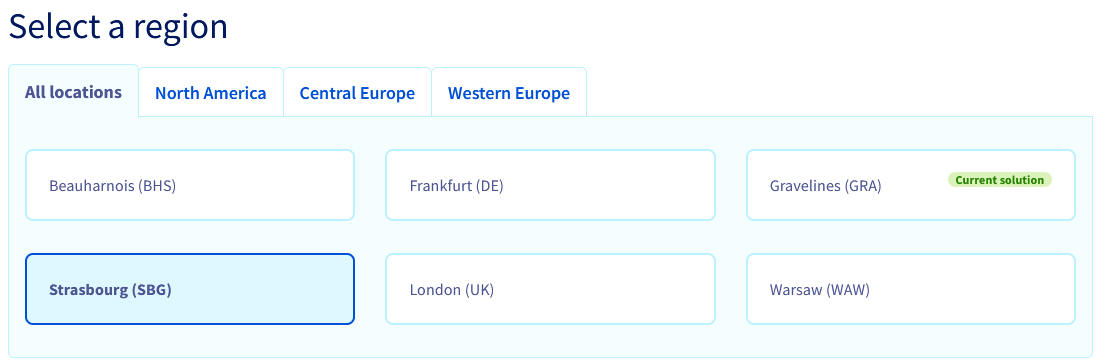 Select a region
All locations
North America
Central Europe
Western Europe
Beauharnois (BHS)
Frankfurt (DE)
Gravelines (GRA)
Current solution
Strasbourg (SBG)
London (UK)
Warsaw (WAW)